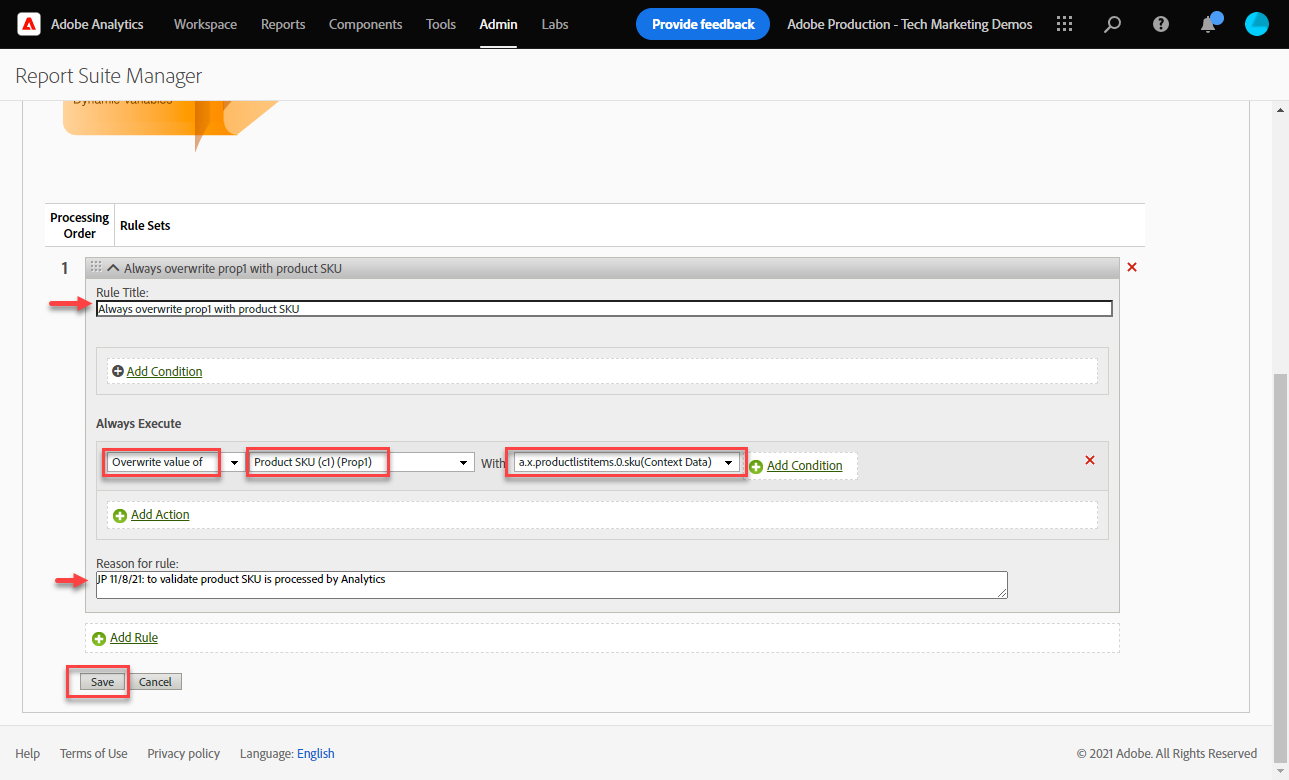 Adobe Analytics Workspace Reports Components Tools Admin Labs Provide feedback Adobe Production - Tech Marketing Demos
Report Suite Manager
Dynamic Variables
Processing Order Rule Sets
1 Always overwrite prop1 with product SKU
Rule Title:
Always overwrite prop1 with product SKU
Add Condition
Always Execute
Overwrite value of Product SKU (c1) (Prop1) With a.x.productlistitems.0.sku(Context Data) Add Condition
Add Action
Reason for rule:
JP 11/8/21: to validate product SKU is processed by Analytics
Add Rule
Save Cancel
Help Terms of Use Privacy policy Language: English © 2021 Adobe. All Rights Reserved